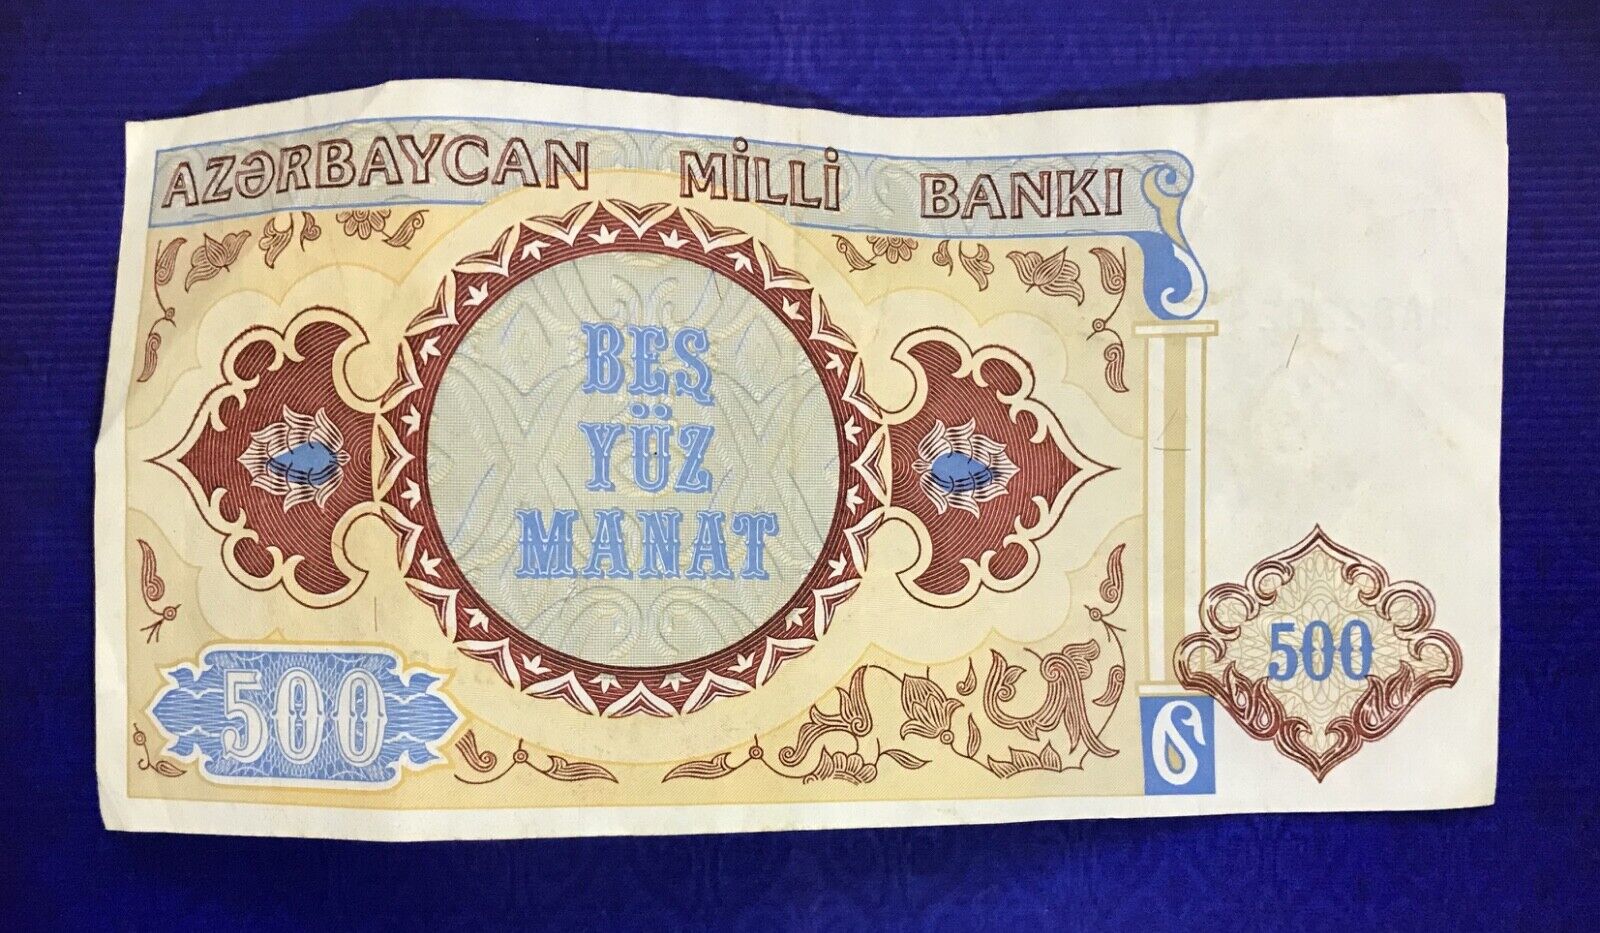 AZƏRBAYCAN MİLLİ BANKI
BEŞ
YÜZ
MANAT
500
500